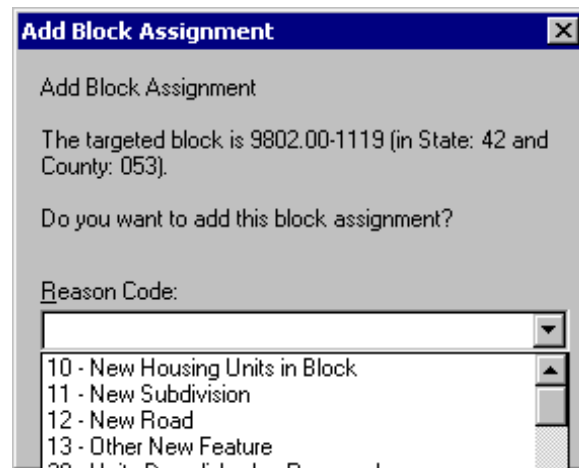 Add Block Assignment
Add Block Assignment
The targeted block is 9802.00-1119 (in State: 42 and
County: 053).
Do you want to add this block assignment?
Reason Code:
10 - New Housing Units in Block
11 - New Subdivision
12 - New Road
13 - Other New Feature